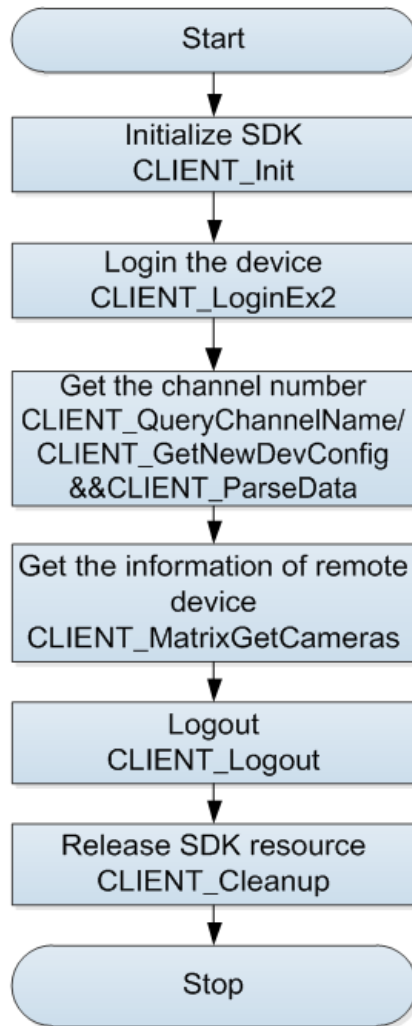 Start
Initialize SDK
CLIENT_Init
Login the device
CLIENT_LoginEx2
Get the channel number
CLIENT_QueryChannelName/
CLIENT_GetNewDevConfig
&&CLIENT_ParseData
Get the information of remote
device
CLIENT_MatrixGetCameras
Logout
CLIENT_Logout
Release SDK resource
CLIENT_Cleanup
Stop